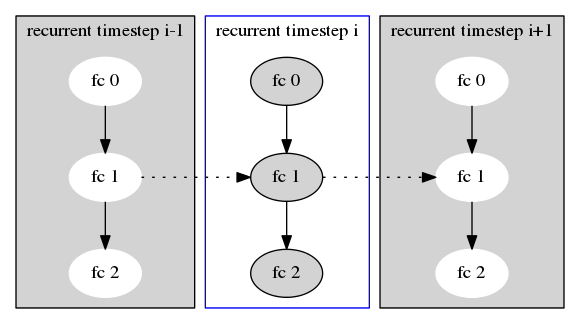 recurrent timestep i-1
fc 0
fc 1
fc 2
recurrent timestep i
fc 0
fc 1
fc 2
recurrent timestep i+1
fc 0
fc 1
fc 2